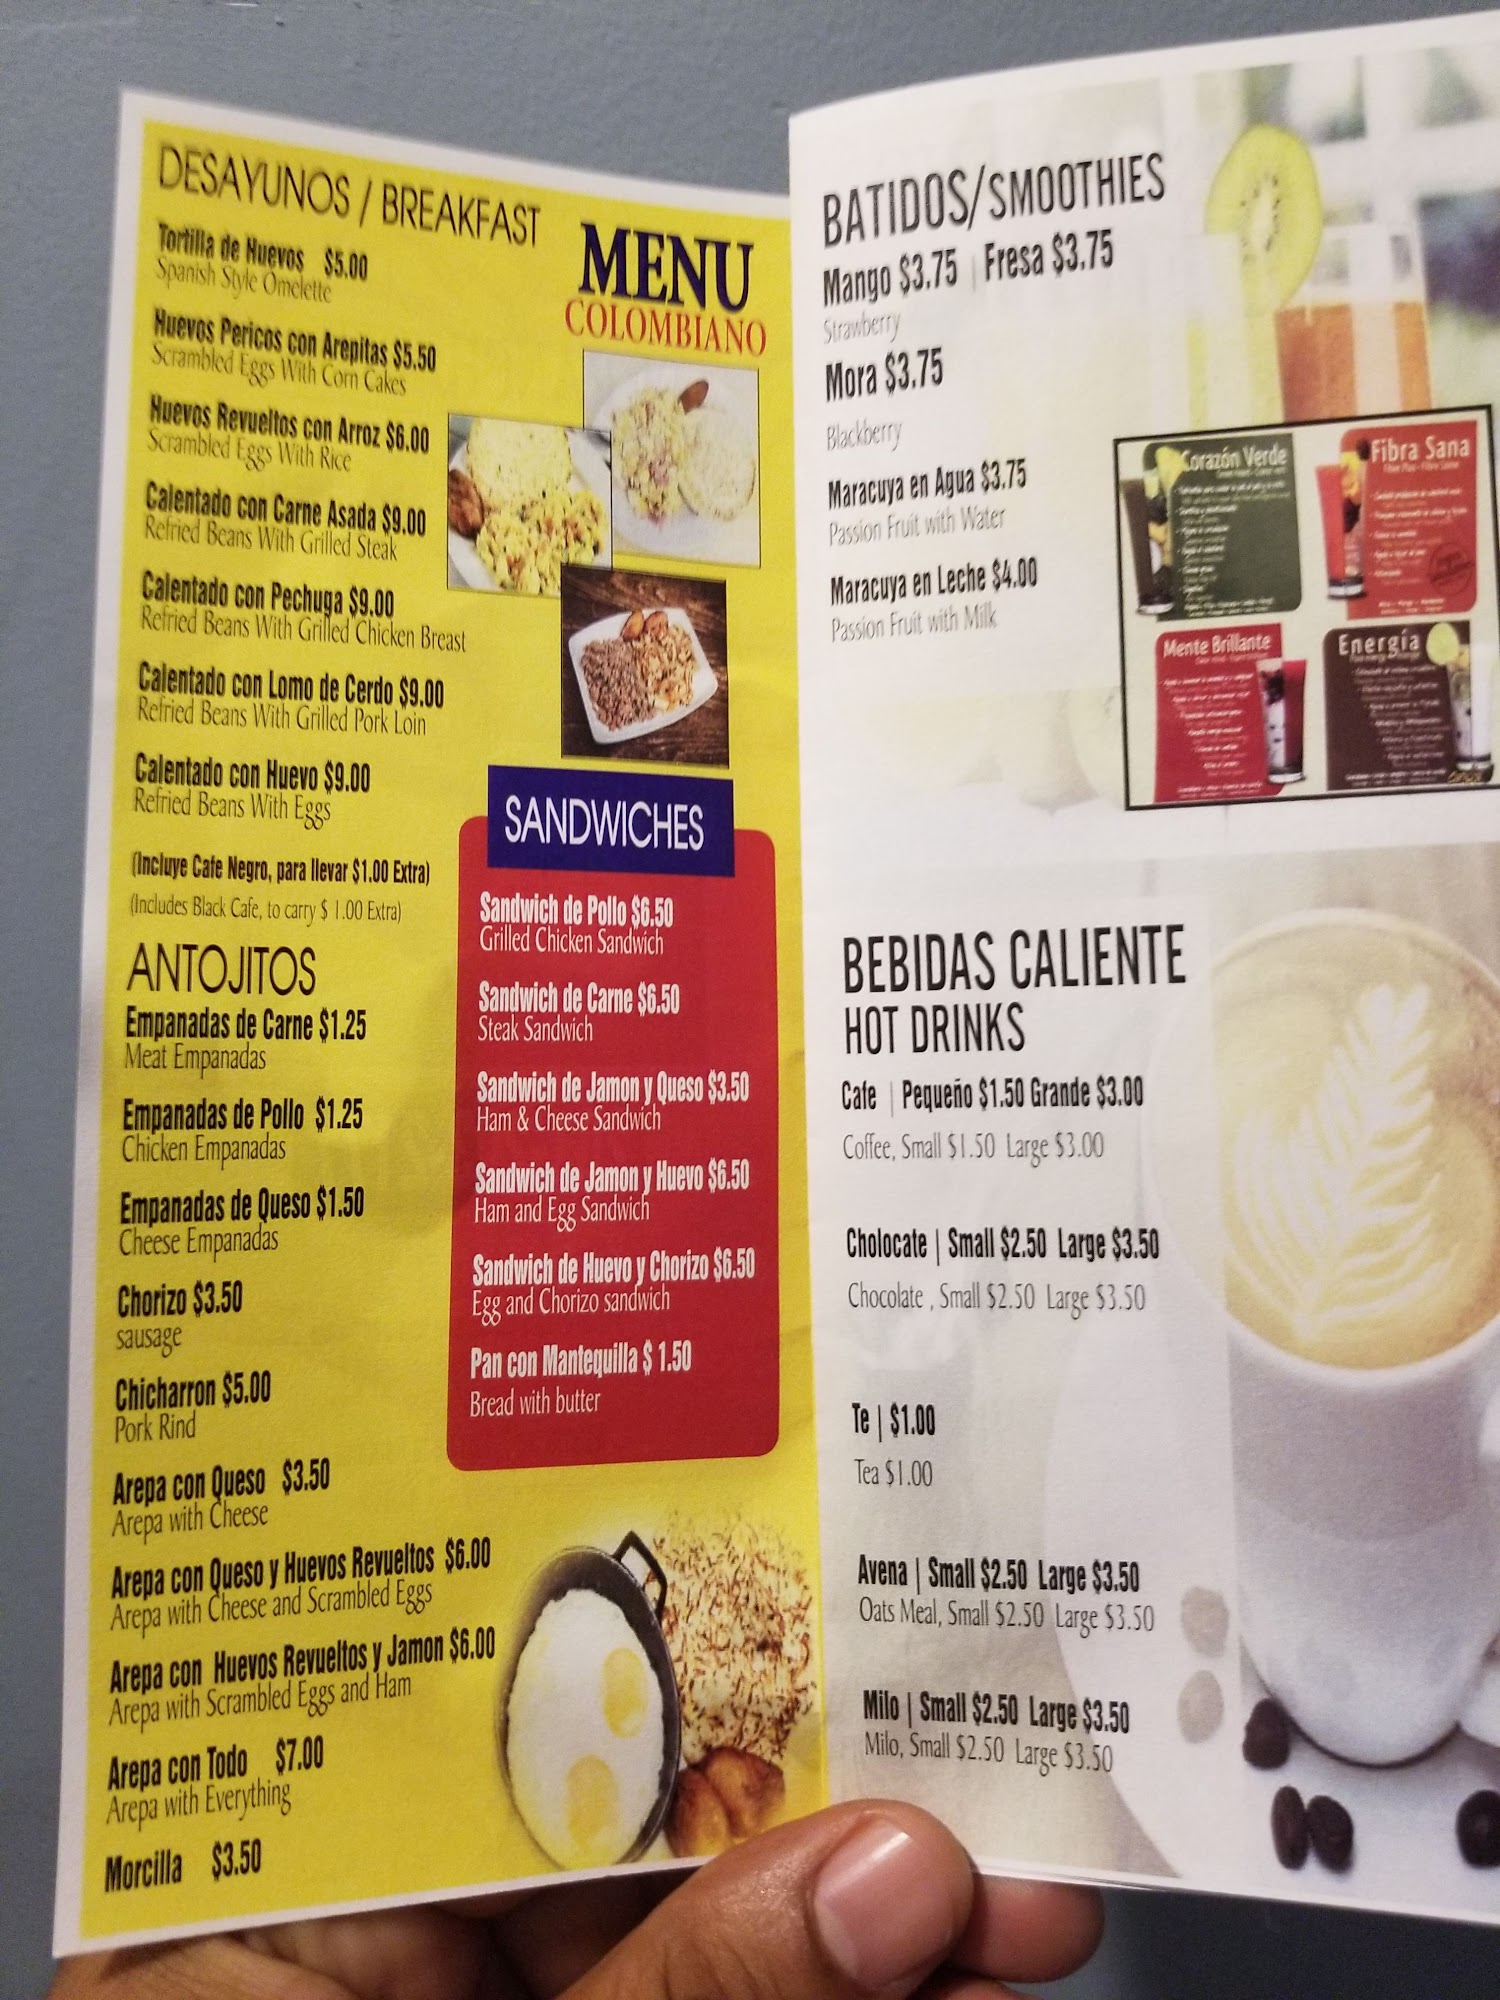 DESAYUNOS / BREAKFAST
MENU
COLOMBIANO
Tortilla de Huevos $5.00
Spanish Style Omelette
Huevos Pericos con Arepitas $5.50
Scrambled Eggs With Corn Cakes
Huevos Revueltos con Arroz $6.00
Scrambled Eggs With Rice
Calentado con Carne Asada $9.00
Refried Beans With Grilled Steak
Calentado con Pechuga $9.00
Refried Beans With Grilled Chicken Breast
Calentado con Lomo de Cerdo $9.00
Refried Beans With Grilled Pork Loin
Calentado con Huevo $9.00
Refried Beans With Eggs
(Incluye Cafe Negro, para llevar $1.00 Extra)
(Includes Black Cafe, to carry $ 1.00 Extra)
ANTOJITOS
Empanadas de Carne $1.25
Meat Empanadas
Empanadas de Pollo $1.25
Chicken Empanadas
Empanadas de Queso $1.50
Cheese Empanadas
Chorizo $3.50
sausage
Chicharron $5.00
Pork Rind
Arepa con Queso $3.50
Arepa with Cheese
Arepa con Queso y Huevos Revueltos $6.00
Arepa with Cheese and Scrambled Eggs
Arepa con Huevos Revueltos y Jamon $6.00
Arepa with Scrambled Eggs and Ham
Arepa con Todo $7.00
Arepa with Everything
Morcilla $3.50
SANDWICHES
Sandwich de Pollo $6.50
Grilled Chicken Sandwich
Sandwich de Carne $6.50
Steak Sandwich
Sandwich de Jamon y Queso $3.50
Ham & Cheese Sandwich
Sandwich de Jamon y Huevo $6.50
Ham and Egg Sandwich
Sandwich de Huevo y Chorizo $6.50
Egg and Chorizo sandwich
Pan con Mantequilla $ 1.50
Bread with butter
BATIDOS/SMOOTHIES
Mango $3.75 | Fresa $3.75
Strawberry
Mora $3.75
Blackberry
Maracuya en Agua $3.75
Passion Fruit with Water
Maracuya en Leche $4.00
Passion Fruit with Milk
Corazón Verde
Fibra Sana
Mente Brillante
Energía
BEBIDAS CALIENTE
HOT DRINKS
Cafe | Pequeño $1.50 Grande $3.00
Coffee, Small $1.50 Large $3.00
Cholocate | Small $2.50 Large $3.50
Chocolate , Small $2.50 Large $3.50
Te | $1.00
Tea $1.00
Avena | Small $2.50 Large $3.50
Oats Meal, Small $2.50 Large $3.50
Milo | Small $2.50 Large $3.50
Milo, Small $2.50 Large $3.50